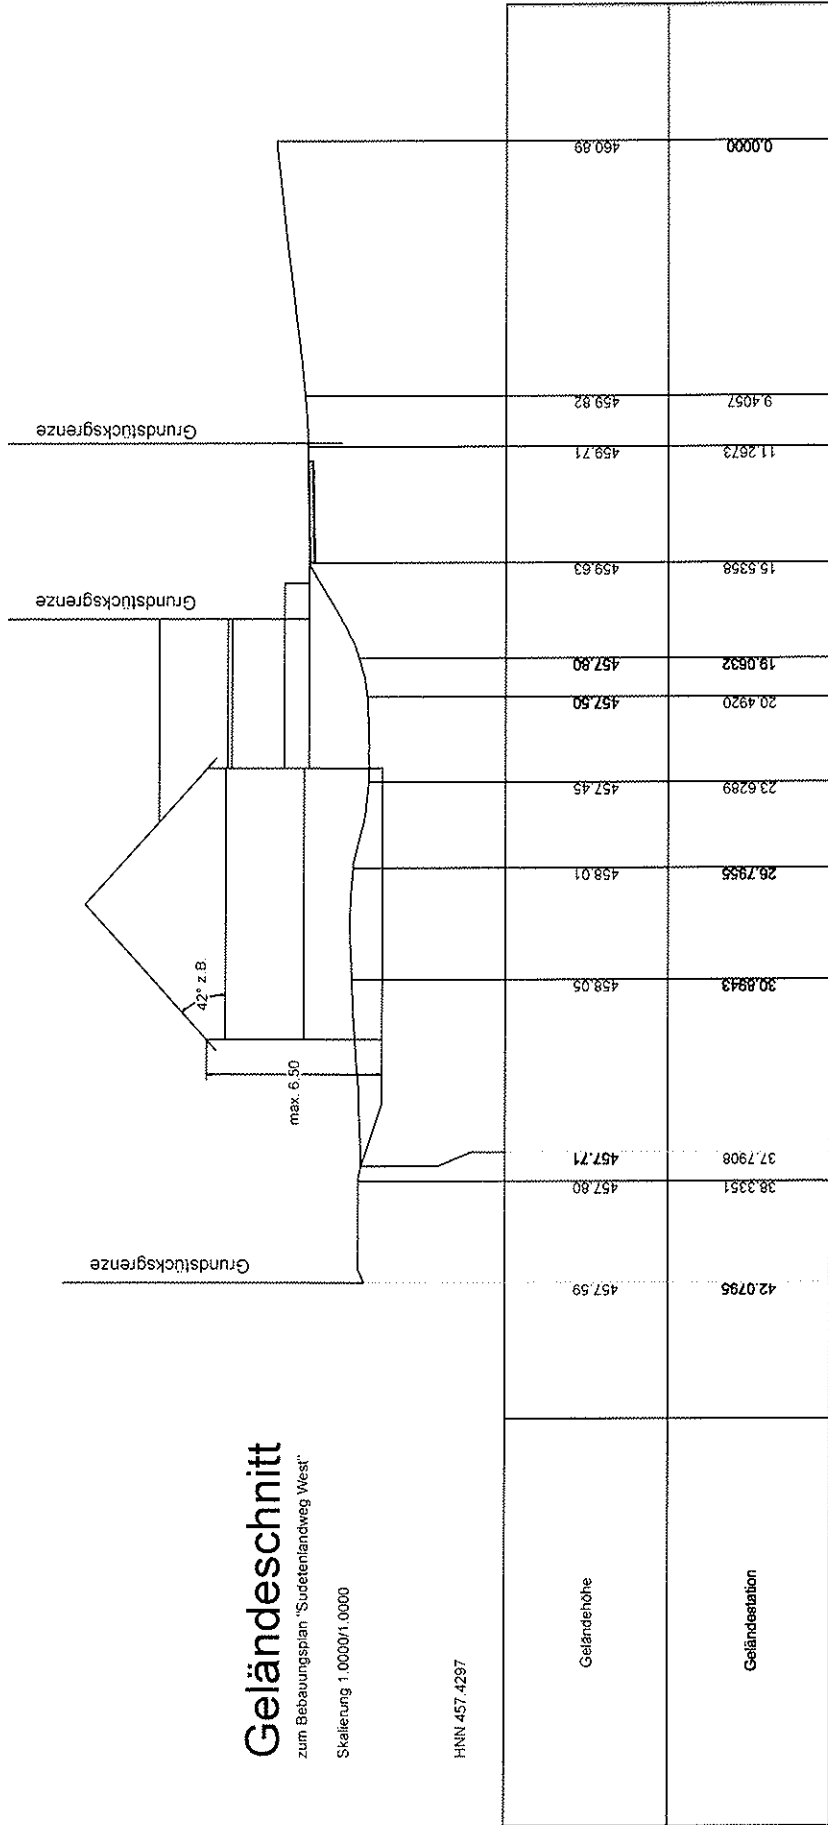 Geländeschnitt
zum Bebauungsplan "Sudetenlandweg West"
Skalierung 1.0000/1.0000
HNN 457.4297
Grundstücksgrenze
Grundstücksgrenze
Grundstücksgrenze
max. 6.50
42° z.B.
Geländehöhe
457.59
457.80
457.71
458.05
458.01
457.45
457.50
457.80
459.63
459.71
459.82
460.89
Geländestation
42.0795
38.3351
37.7908
30.8943
26.7955
23.6289
20.4920
19.0632
15.5358
11.2673
9.4057
0.0000